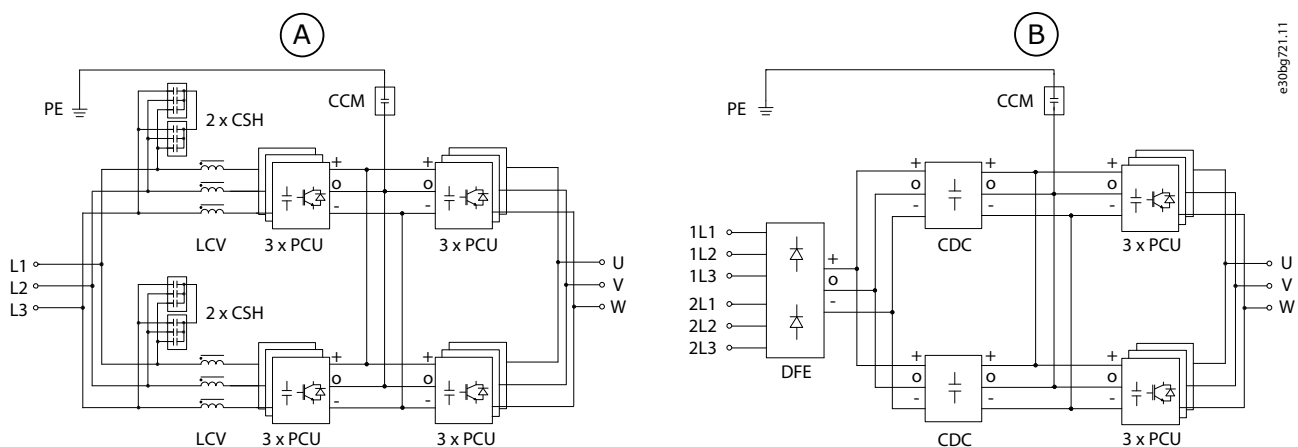 A
PE
CCM
2 x CSH
+
o
-
+
o
-
LCV
3 x PCU
3 x PCU
L1
L2
L3
U
V
W
2 x CSH
+
o
-
+
o
-
LCV
3 x PCU
3 x PCU
B
e30bg721.11
PE
CCM
+
o
-
+
o
-
+
o
-
CDC
3 x PCU
1L1
1L2
1L3
2L1
2L2
2L3
+
o
-
DFE
U
V
W
+
o
-
+
o
-
+
o
-
CDC
3 x PCU